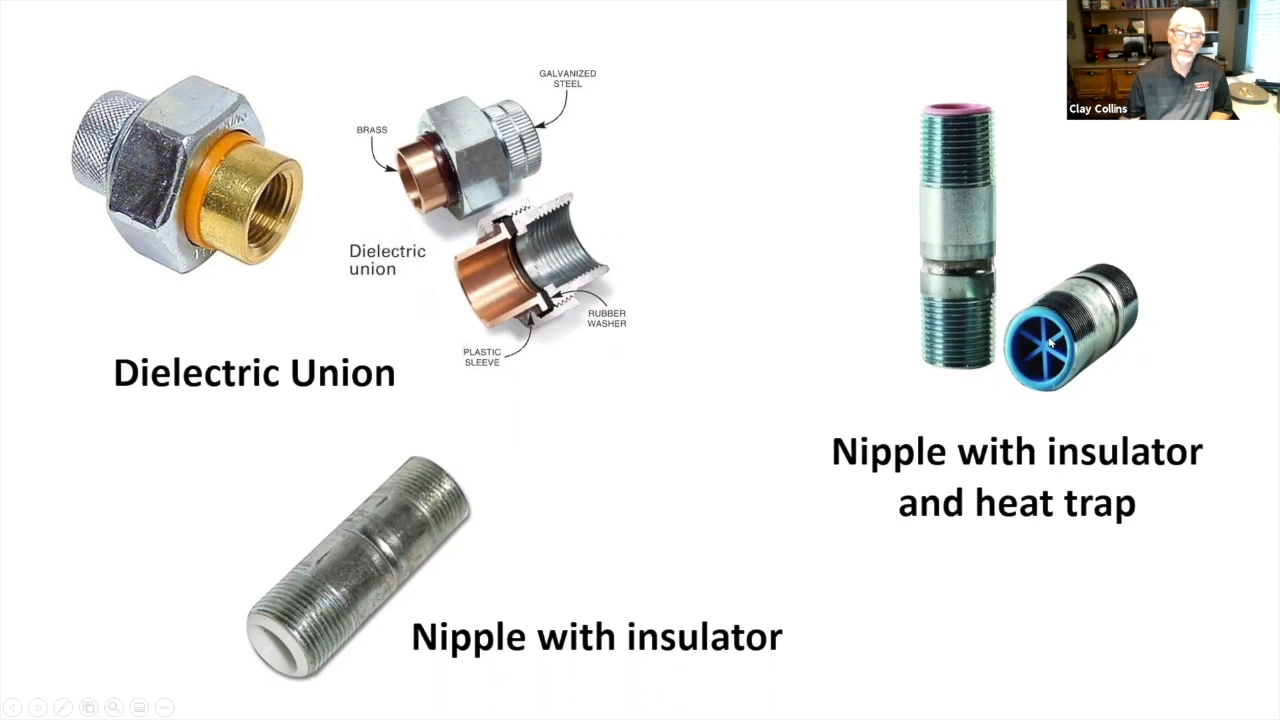 Clay Collins
GALVANIZED
STEEL
BRASS
Dielectric
union
RUBBER
WASHER
PLASTIC
SLEEVE
Dielectric Union
Nipple with insulator
and heat trap
Nipple with insulator